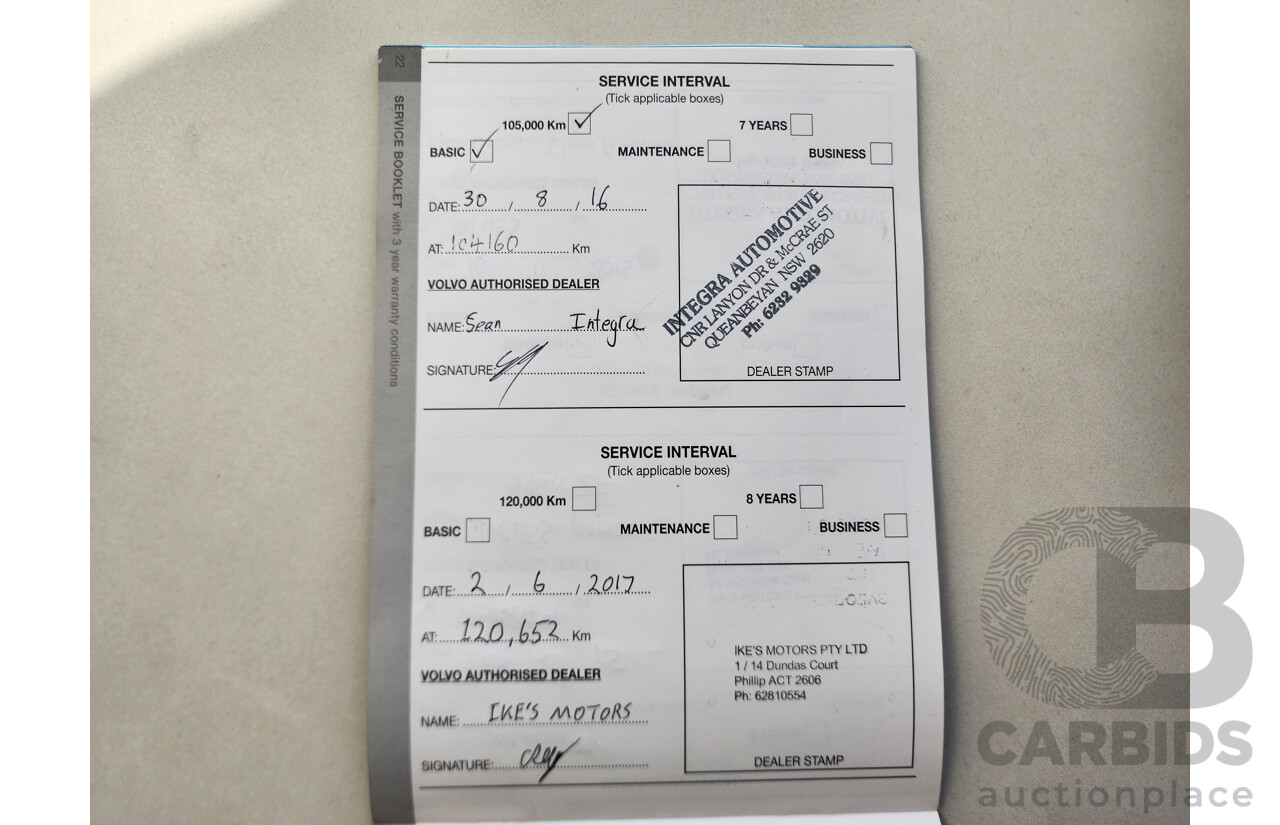 22
SERVICE BOOKLET with 3 year warranty conditions
SERVICE INTERVAL
(Tick applicable boxes)
105,000 Km
7 YEARS
BASIC
MAINTENANCE
BUSINESS
DATE: 30 , 8 , 16
AT: 104160 Km
VOLVO AUTHORISED DEALER
NAME: Sean Integra
SIGNATURE:
INTEGRA AUTOMOTIVE
CNR LANYON DR & McCRAE ST
QUEANBEYAN NSW 2620
Ph: 6232 9329
DEALER STAMP
SERVICE INTERVAL
(Tick applicable boxes)
120,000 Km
8 YEARS
BASIC
MAINTENANCE
BUSINESS
DATE: 2 , 6 , 2017
AT: 120,652 Km
VOLVO AUTHORISED DEALER
NAME: IKE'S MOTORS
SIGNATURE:
IKE'S MOTORS PTY LTD
1 / 14 Dundas Court
Phillip ACT 2606
Ph: 62810554
DEALER STAMP
CB
CARBIDS
auctionplace